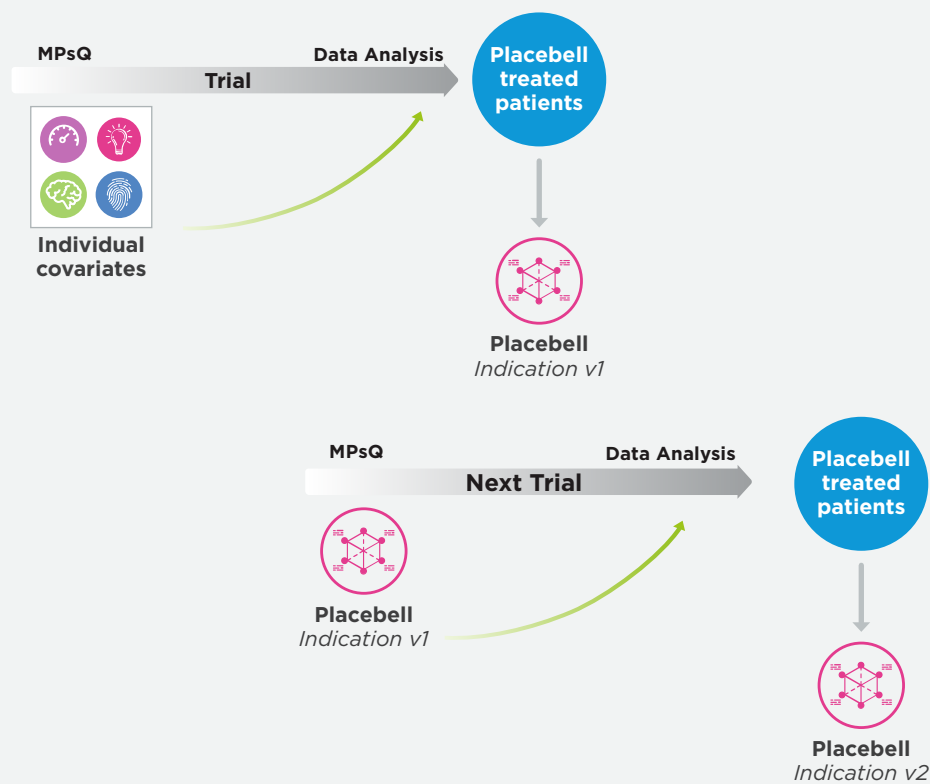 MPsQ
Data Analysis
Trial
Placebell
treated
patients
Individual
covariates
Placebell
Indication v1
MPsQ
Data Analysis
Next Trial
Placebell
treated
patients
Placebell
Indication v1
Placebell
Indication v2